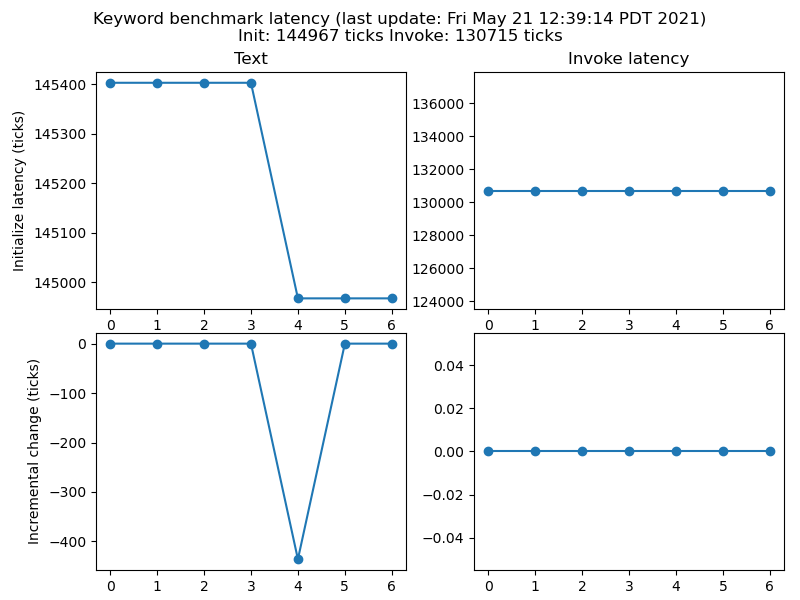 Keyword benchmark latency (last update: Fri May 21 12:39:14 PDT 2021)
Init: 144967 ticks Invoke: 130715 ticks
Text
Invoke latency
Initialize latency (ticks)
145400
145300
145200
145100
145000
0 1 2 3 4 5 6
136000
134000
132000
130000
128000
126000
124000
0 1 2 3 4 5 6
Incremental change (ticks)
0
−100
−200
−300
−400
0 1 2 3 4 5 6
0.04
0.02
0.00
−0.02
−0.04
0 1 2 3 4 5 6